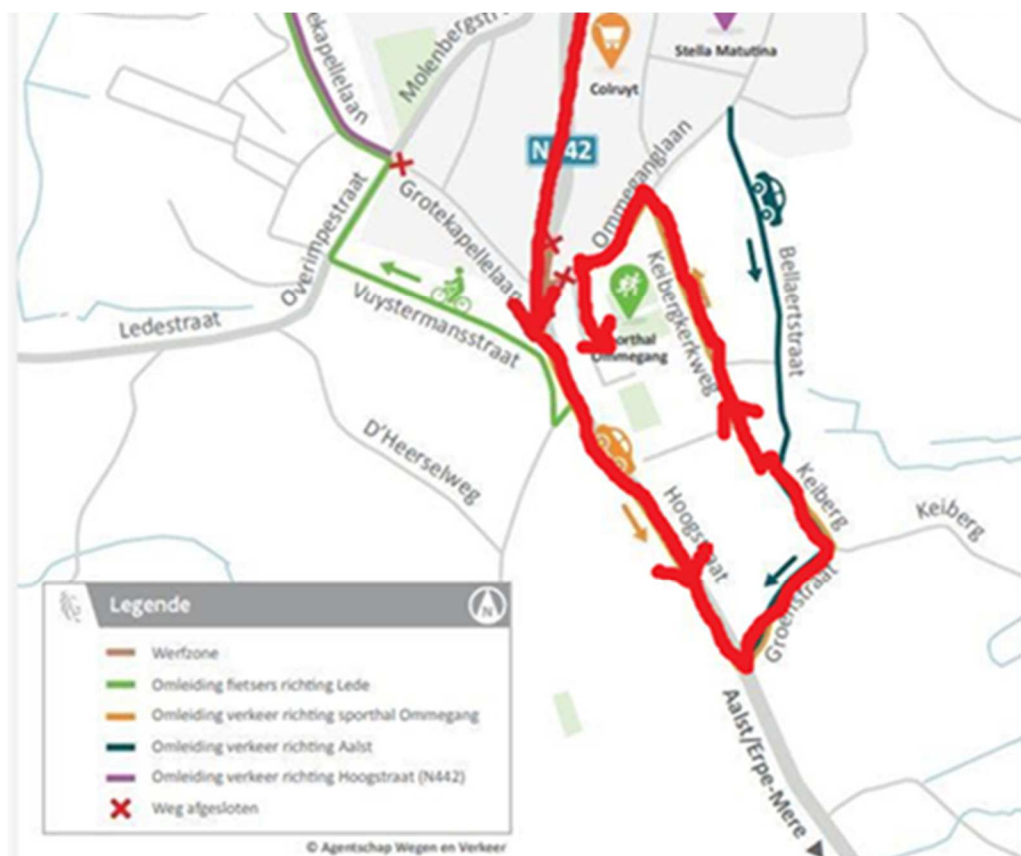 Colruyt
Stella Matutina
ekapellelaan
Molenbergstr
N 42
Ommeganglaan
Grotekapellelaan
Overimpestraat
Keibergkerkweg
Bellaertstraat
Vuystermansstraat
Ledestraat
porthal
Ommegang
D'Heerselweg
Hoogstraat
Keiberg
Keiberg
Groenstraat
Aalst/Erpe-Mere
Legende
N
Werfzone
Omleiding fietsers richting Lede
Omleiding verkeer richting sporthal Ommegang
Omleiding verkeer richting Aalst
Omleiding verkeer richting Hoogstraat (N442)
Weg afgesloten
© Agentschap Wegen en Verkeer